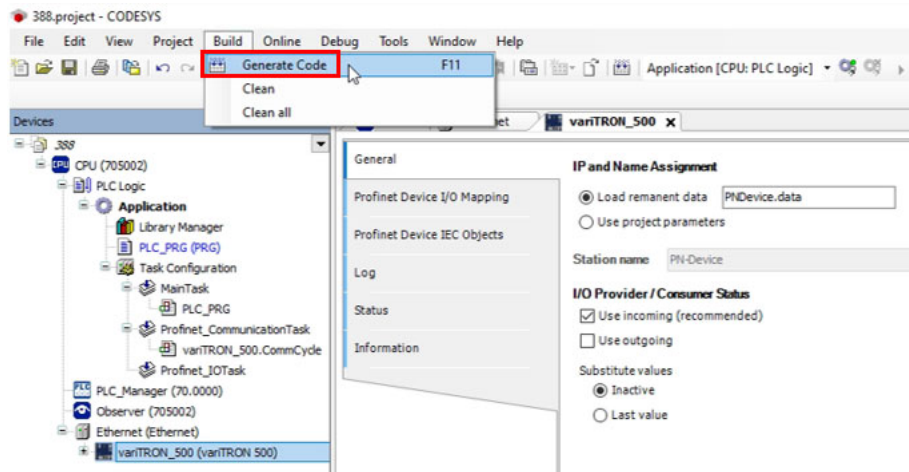 388.project - CODESYS
File Edit View Project Build Online Debug Tools Window Help
Generate Code F11
Application [CPU: PLC Logic]
Clean
Clean all
Devices
variTRON_500
388
CPU (705002)
PLC Logic
Application
Library Manager
PLC_PRG (PRG)
Task Configuration
MainTask
PLC_PRG
Profinet_CommunicationTask
variTRON_500.CommCycle
Profinet_IOTask
PLC_Manager (70.0000)
Observer (705002)
Ethernet (Ethernet)
variTRON_500 (variTRON 500)
General
Profinet Device I/O Mapping
Profinet Device IEC Objects
Log
Status
Information
IP and Name Assignment
Load remanent data PNDevice.data
Use project parameters
Station name PN-Device
I/O Provider / Consumer Status
Use incoming (recommended)
Use outgoing
Substitute values
Inactive
Last value